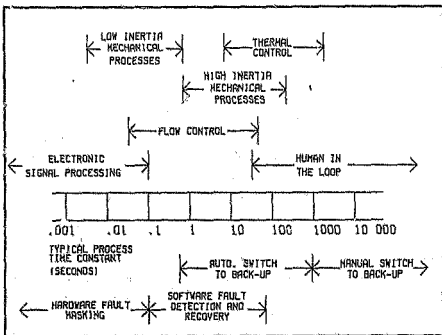 LOW INERTIA
MECHANICAL
PROCESSES
THERMAL
CONTROL
HIGH INERTIA
MECHANICAL
PROCESSES
FLOW CONTROL
ELECTRONIC
SIGNAL PROCESSING
HUMAN IN
THE LOOP
.001 .01 .1 1 10 100 1000 10 000
TYPICAL PROCESS
TIME CONSTANT
(SECONDS)
AUTO. SWITCH
TO BACK-UP
MANUAL SWITCH
TO BACK-UP
HARDWARE FAULT
MASKING
SOFTWARE FAULT
DETECTION AND
RECOVERY